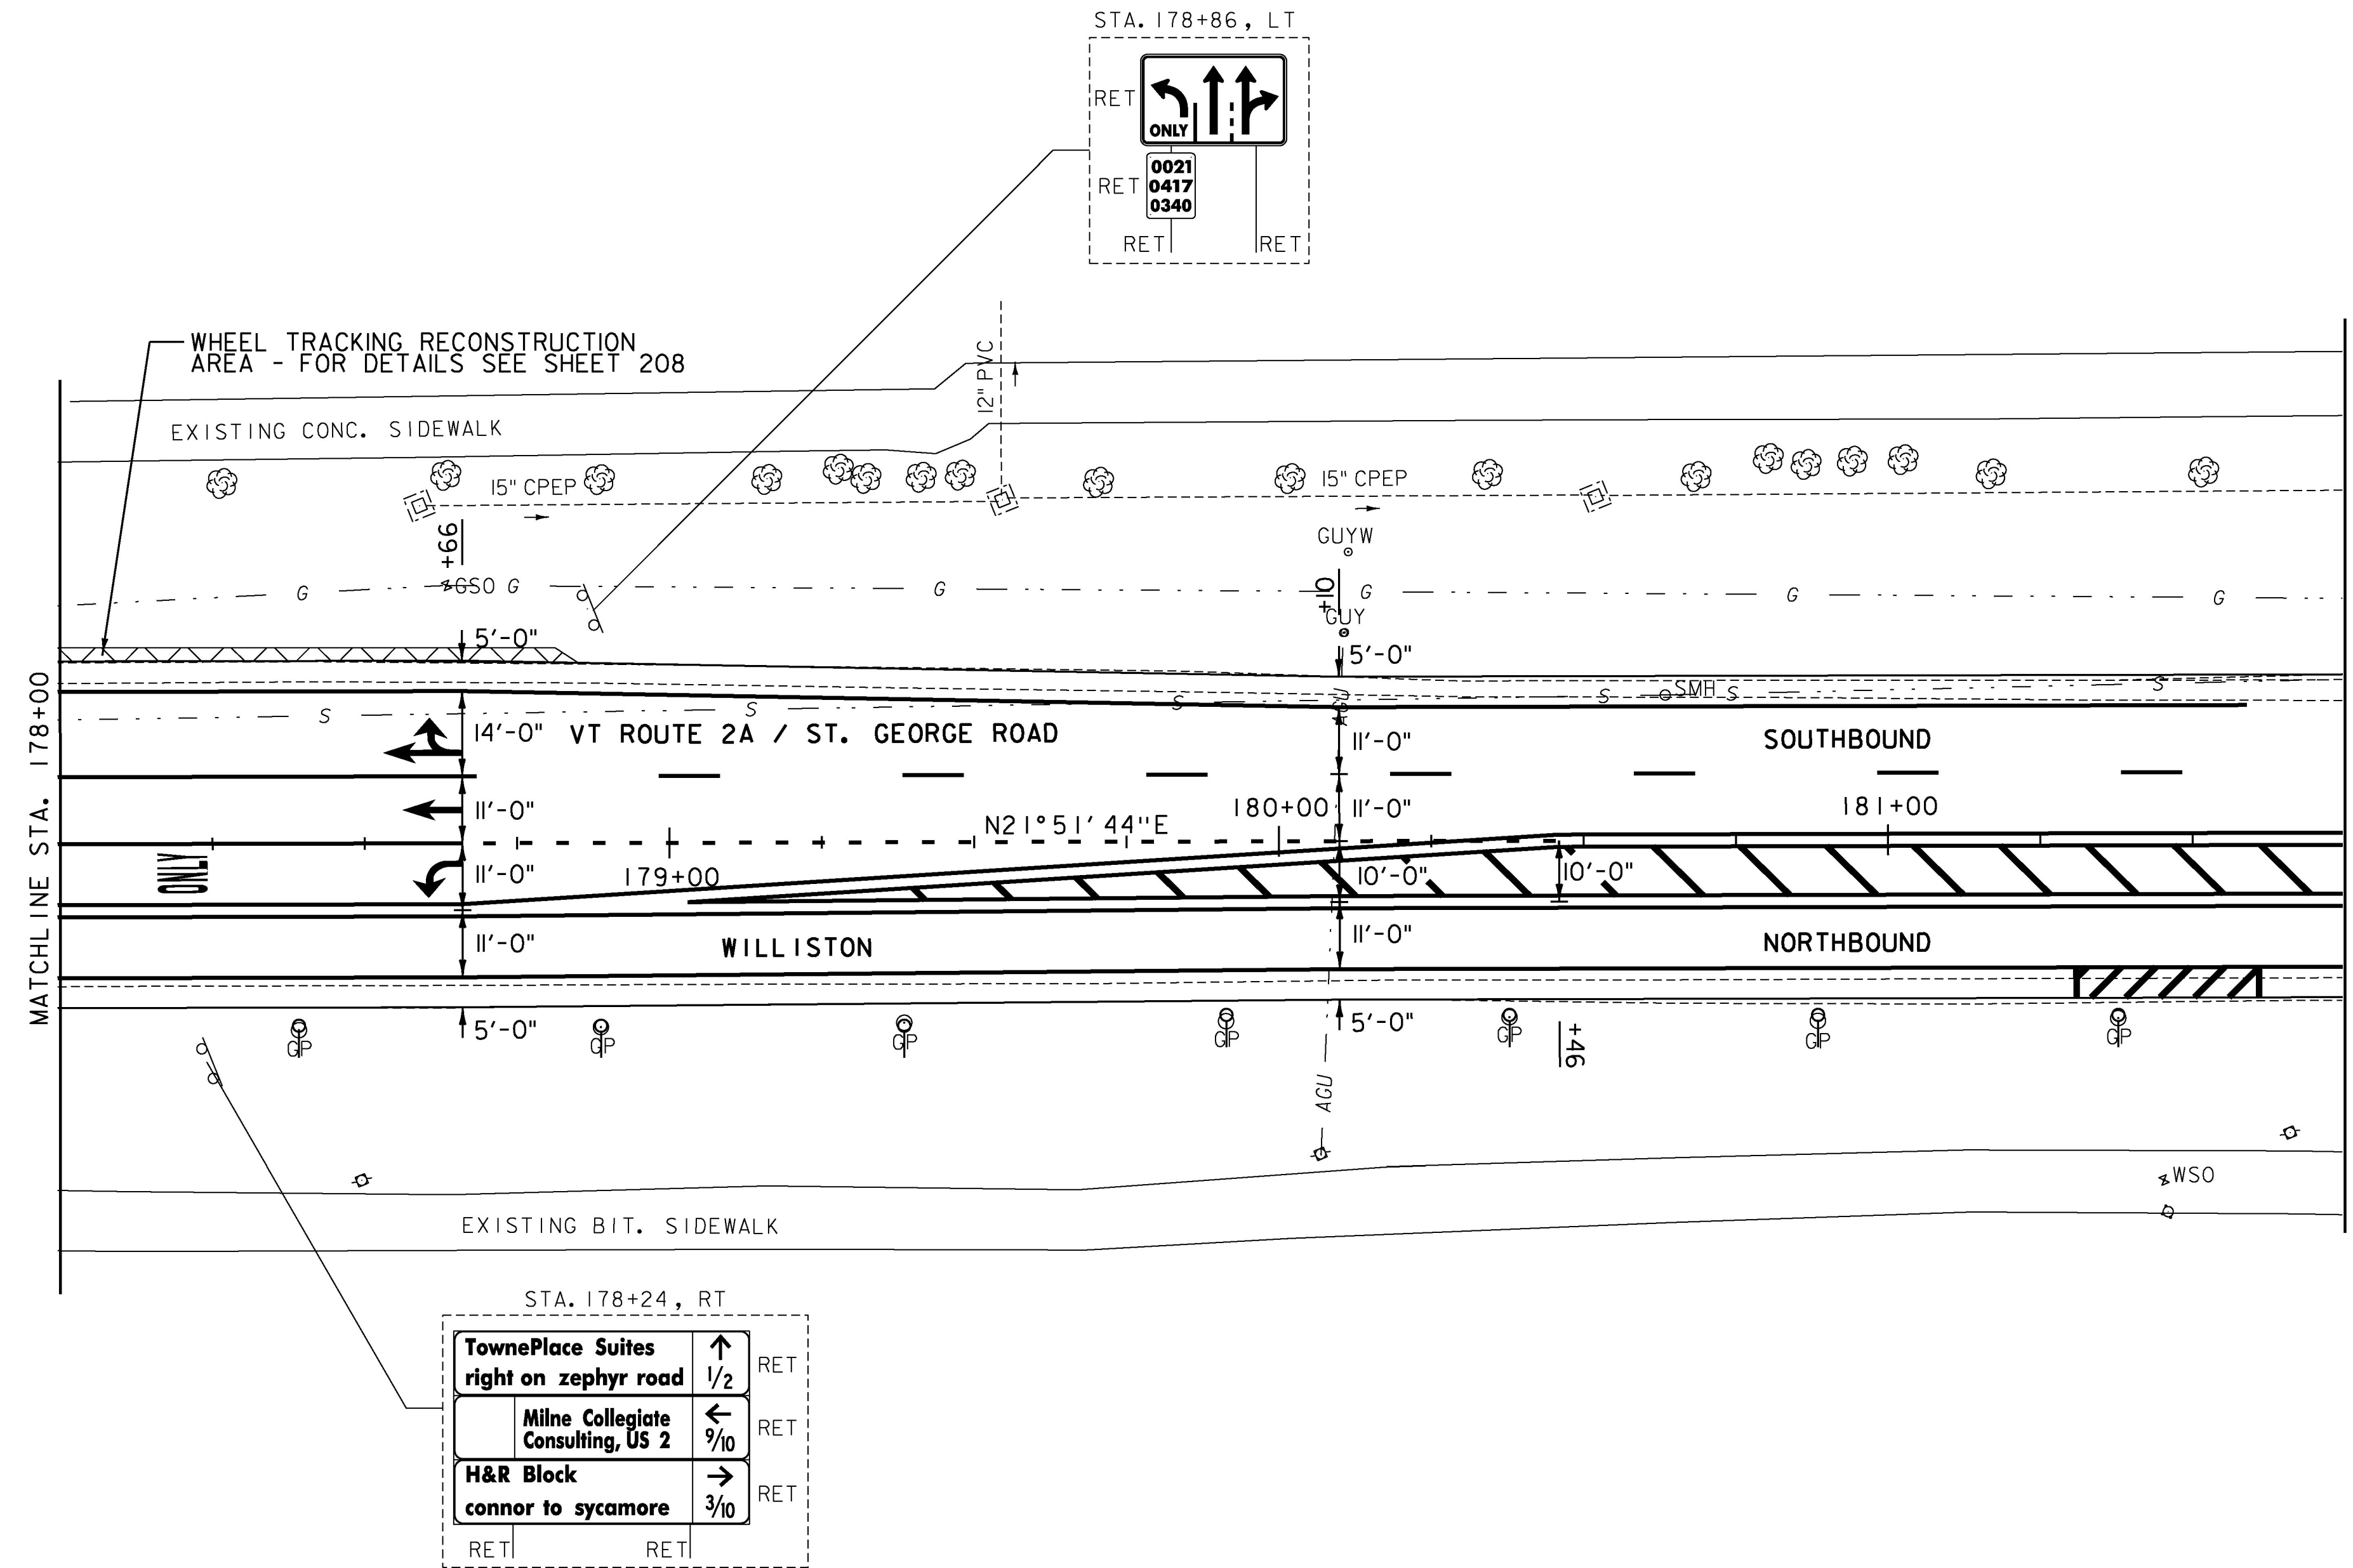 STA. 178+86, LT
RET
ONLY
RET
0021
0417
0340
RET
RET
WHEEL TRACKING RECONSTRUCTION
AREA - FOR DETAILS SEE SHEET 208
12" PVC
EXISTING CONC. SIDEWALK
15" CPEP
15" CPEP
+66
GUYW
GSO
G
G
G
G
G
G
+10
GUY
5'-0"
5'-0"
MATCHLINE STA. 178+00
S
S
S
S
SMH
S
S
AGU
14'-0"
VT ROUTE 2A / ST. GEORGE ROAD
11'-0"
SOUTHBOUND
11'-0"
180+00
11'-0"
181+00
N21°51'44"E
ONLY
11'-0"
179+00
10'-0"
10'-0"
11'-0"
WILLISTON
11'-0"
NORTHBOUND
5'-0"
5'-0"
GP
GP
GP
GP
GP
GP
GP
+46
AGU
WSO
EXISTING BIT. SIDEWALK
STA. 178+24, RT
TownePlace Suites
right on zephyr road
1/2
RET
Milne Collegiate
Consulting, US 2
9/10
RET
H&R Block
connor to sycamore
3/10
RET
RET
RET